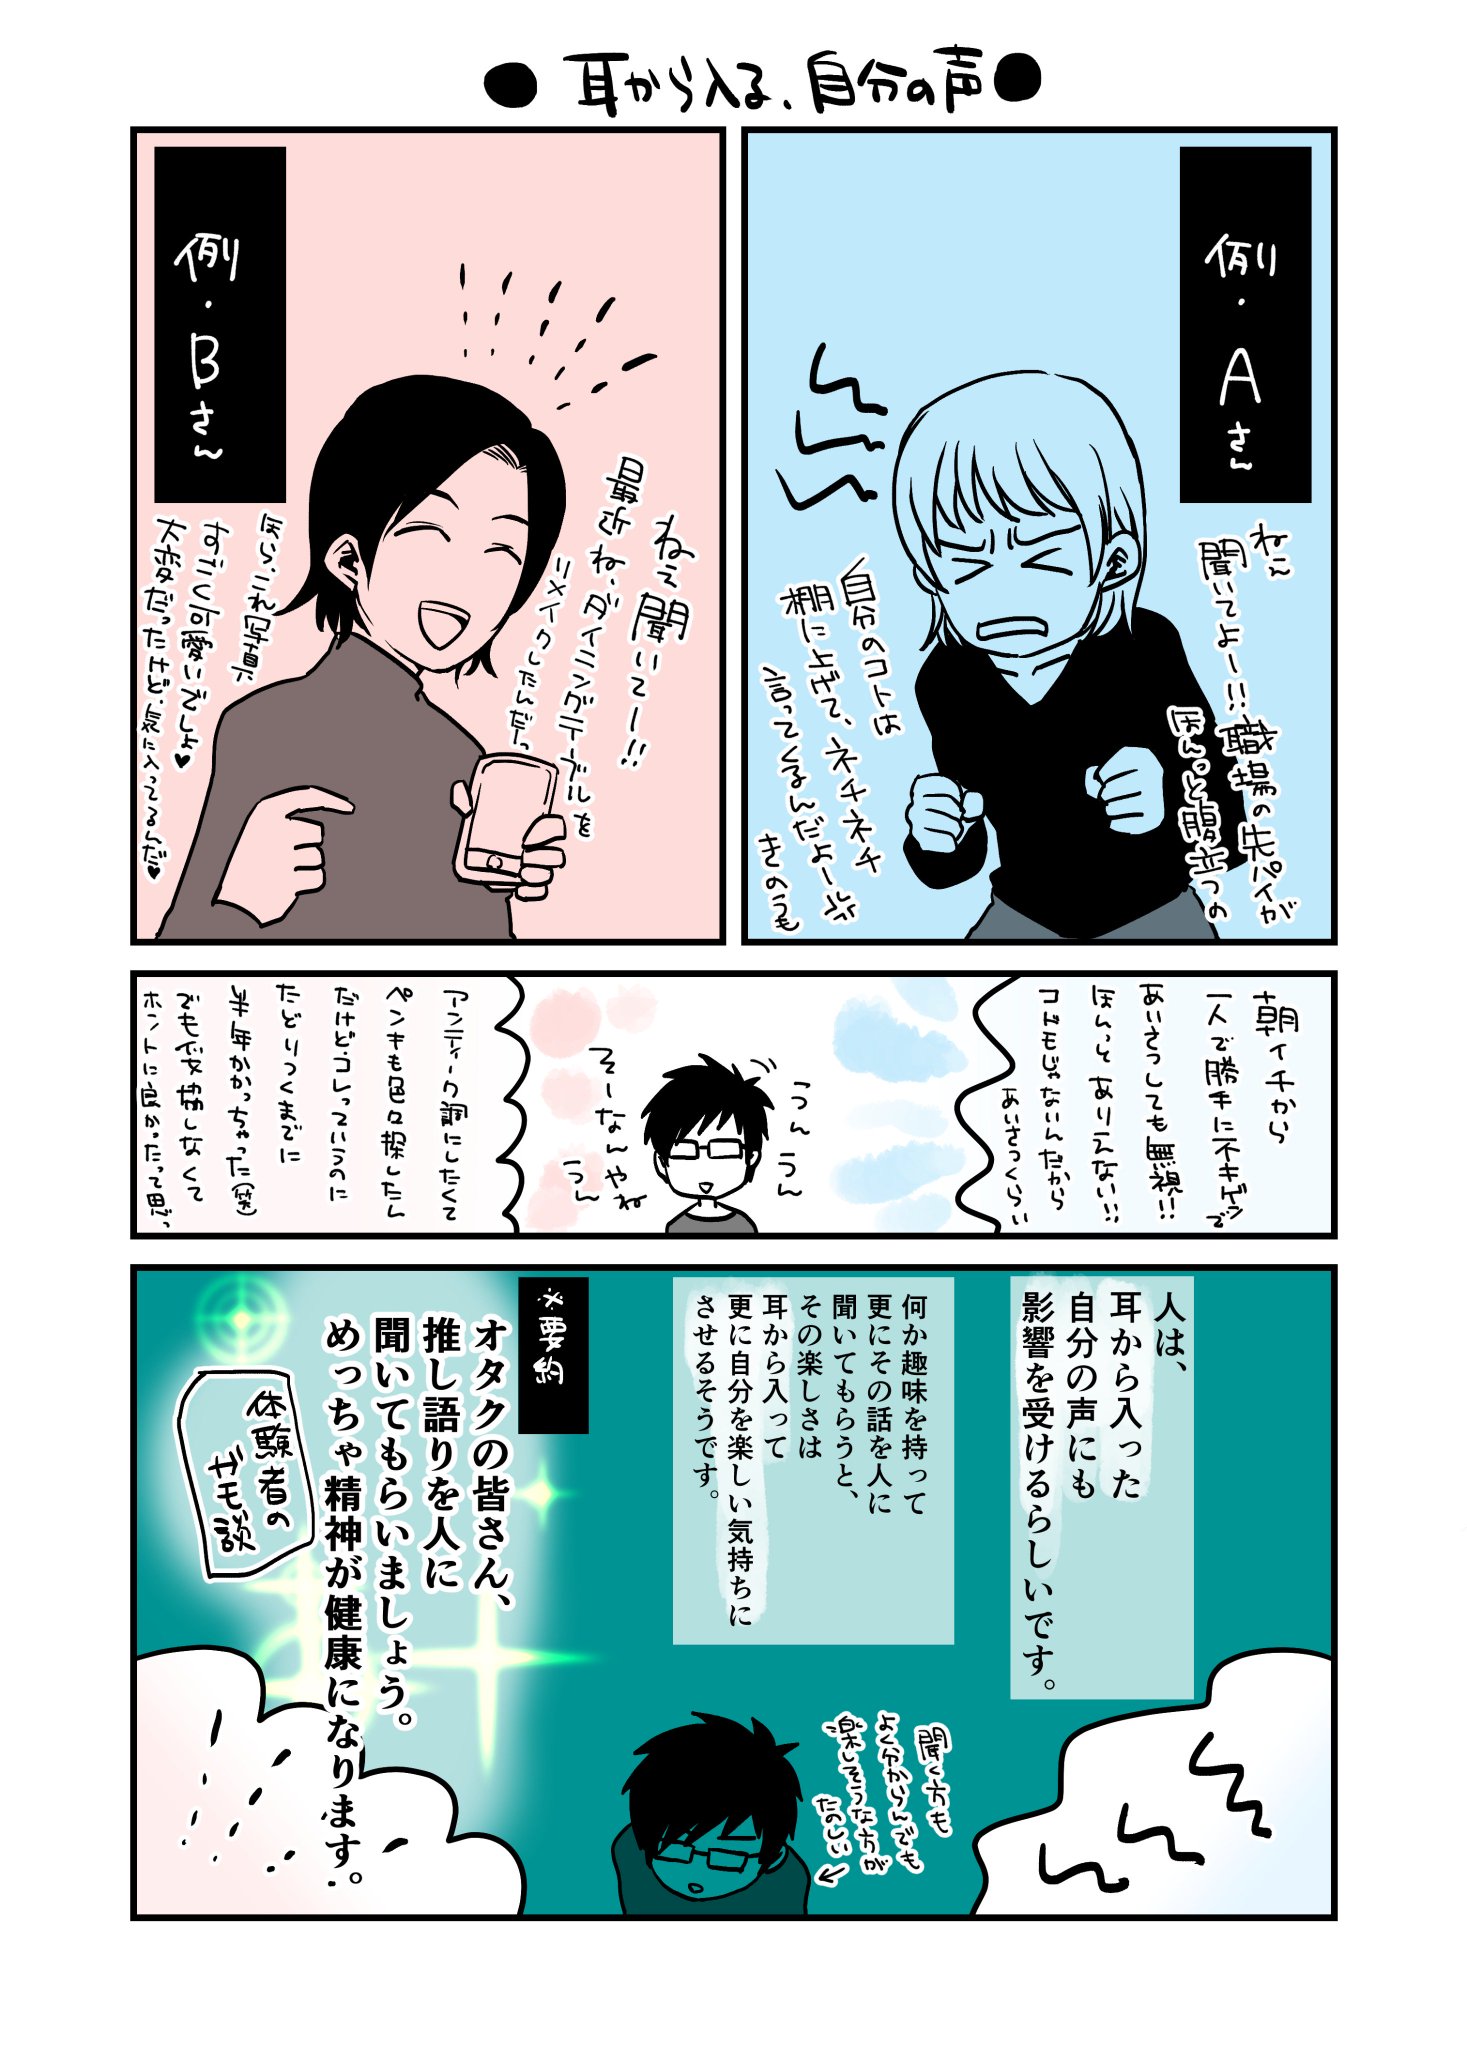 ●耳から入る、自分の声●
例・Aさん
ねぇ
聞いてよー!!職場の先パイが
ほんっと腹立つの
自分のコトは
棚に上げて、ネチネチ
言ってくるんだよー
きのうも
例・Bさん
ねぇ聞いてー!!
最近ね、ダイニングテーブルを
リメイクしたんだーっ
ほら、これ写真
すごく可愛いでしょ♥
大変だったけど、気に入ってるんだ♥
朝イチから
一人で勝手に不キゲンで
あいさつしても無視!!
ほんっとありえない!!
コドモじゃないんだから
あいさつくらい
うん
うん
そーなんやね
うん
アンティーク調にしたくて
ペンキも色々探したし
だけど、コレっていうのに
たどりつくまでに
半年かかっちゃった(笑)
でも妥協しなくて
ホントに良かったって思っ
人は、
耳から入った
自分の声にも
影響を受けるらしいです。
何か趣味を持って
更にその話を人に
聞いてもらうと、
その楽しさは
耳から入って
更に自分を楽しい気持ちに
させるそうです。
※要約
オタクの皆さん、
推し語りを人に
聞いてもらいましょう。
めっちゃ精神が健康になります。
体験者の
ガモ談
聞く方も
よく分からんでも
楽しそうな方が
たのしい